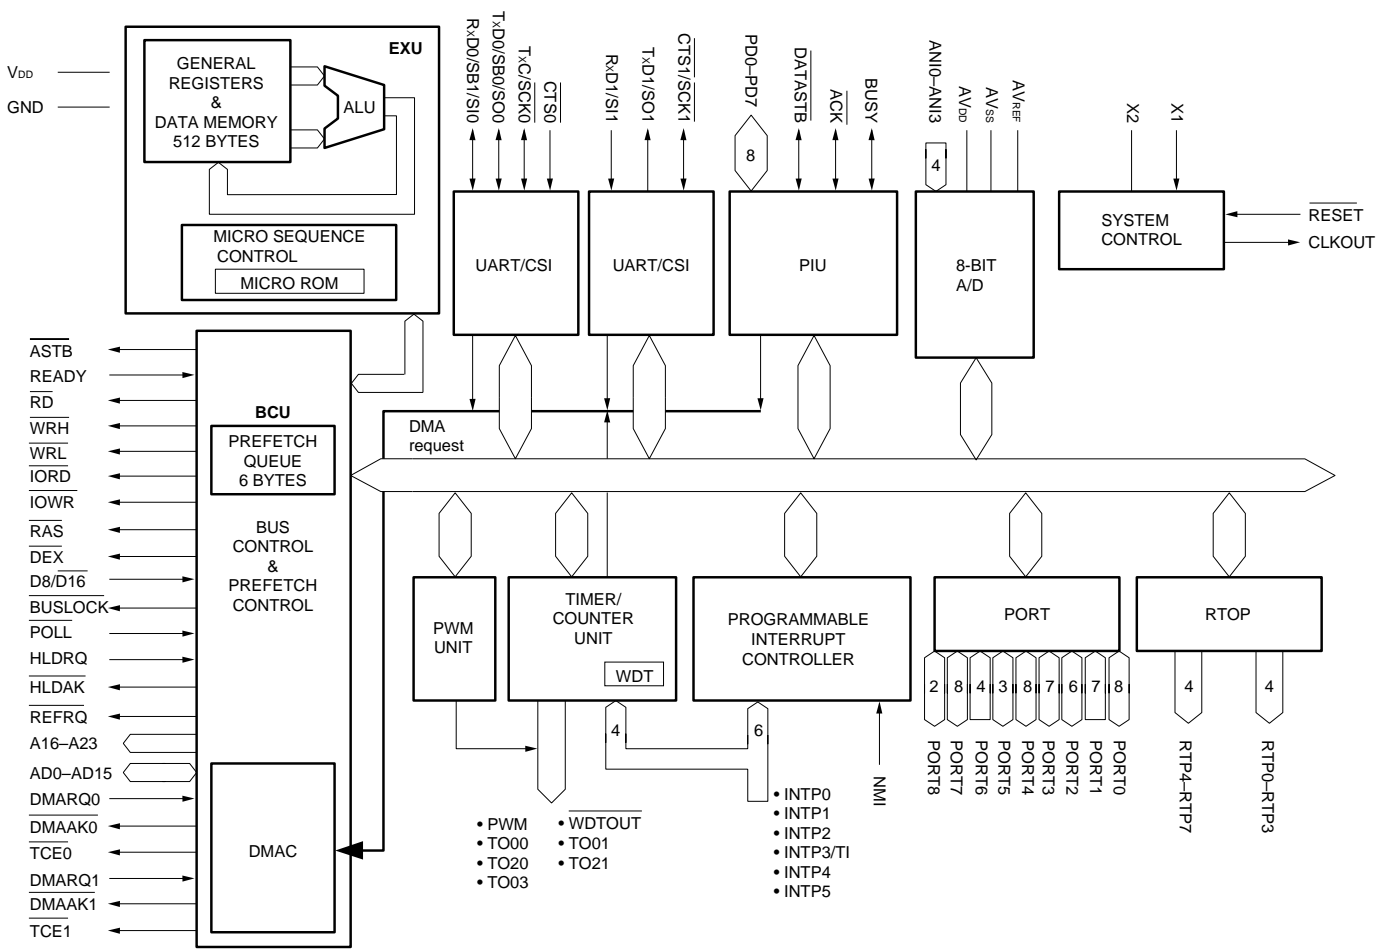 EXU
GENERAL
REGISTERS
&
DATA MEMORY
512 BYTES
ALU
MICRO SEQUENCE
CONTROL
MICRO ROM
VDD
GND
RxD0/SB1/SI0
TxD0/SB0/SO0
TxC/SCK0
CTS0
RxD1/SI1
TxD1/SO1
CTS1/SCK1
PD0–PD7
DATASTB
ACK
BUSY
ANI0–ANI3
AVDD
AVSS
AVREF
X2
X1
8
4
UART/CSI
UART/CSI
PIU
8-BIT
A/D
SYSTEM
CONTROL
RESET
CLKOUT
ASTB
READY
RD
WRH
WRL
IORD
IOWR
RAS
DEX
D8/D16
BUSLOCK
POLL
HLDRQ
HLDAK
REFRQ
A16–A23
AD0–AD15
DMARQ0
DMAAK0
TCE0
DMARQ1
DMAAK1
TCE1
BCU
PREFETCH
QUEUE
6 BYTES
BUS
CONTROL
&
PREFETCH
CONTROL
DMAC
DMA
request
PWM
UNIT
TIMER/
COUNTER
UNIT
WDT
PROGRAMMABLE
INTERRUPT
CONTROLLER
PORT
RTOP
4
6
2
8
4
3
8
7
6
7
8
4
4
PORT8
PORT7
PORT6
PORT5
PORT4
PORT3
PORT2
PORT1
PORT0
RTP4–RTP7
RTP0–RTP3
NMI
• PWM
• TO00
• TO20
• TO03
• WDTOUT
• TO01
• TO21
• INTP0
• INTP1
• INTP2
• INTP3/TI
• INTP4
• INTP5